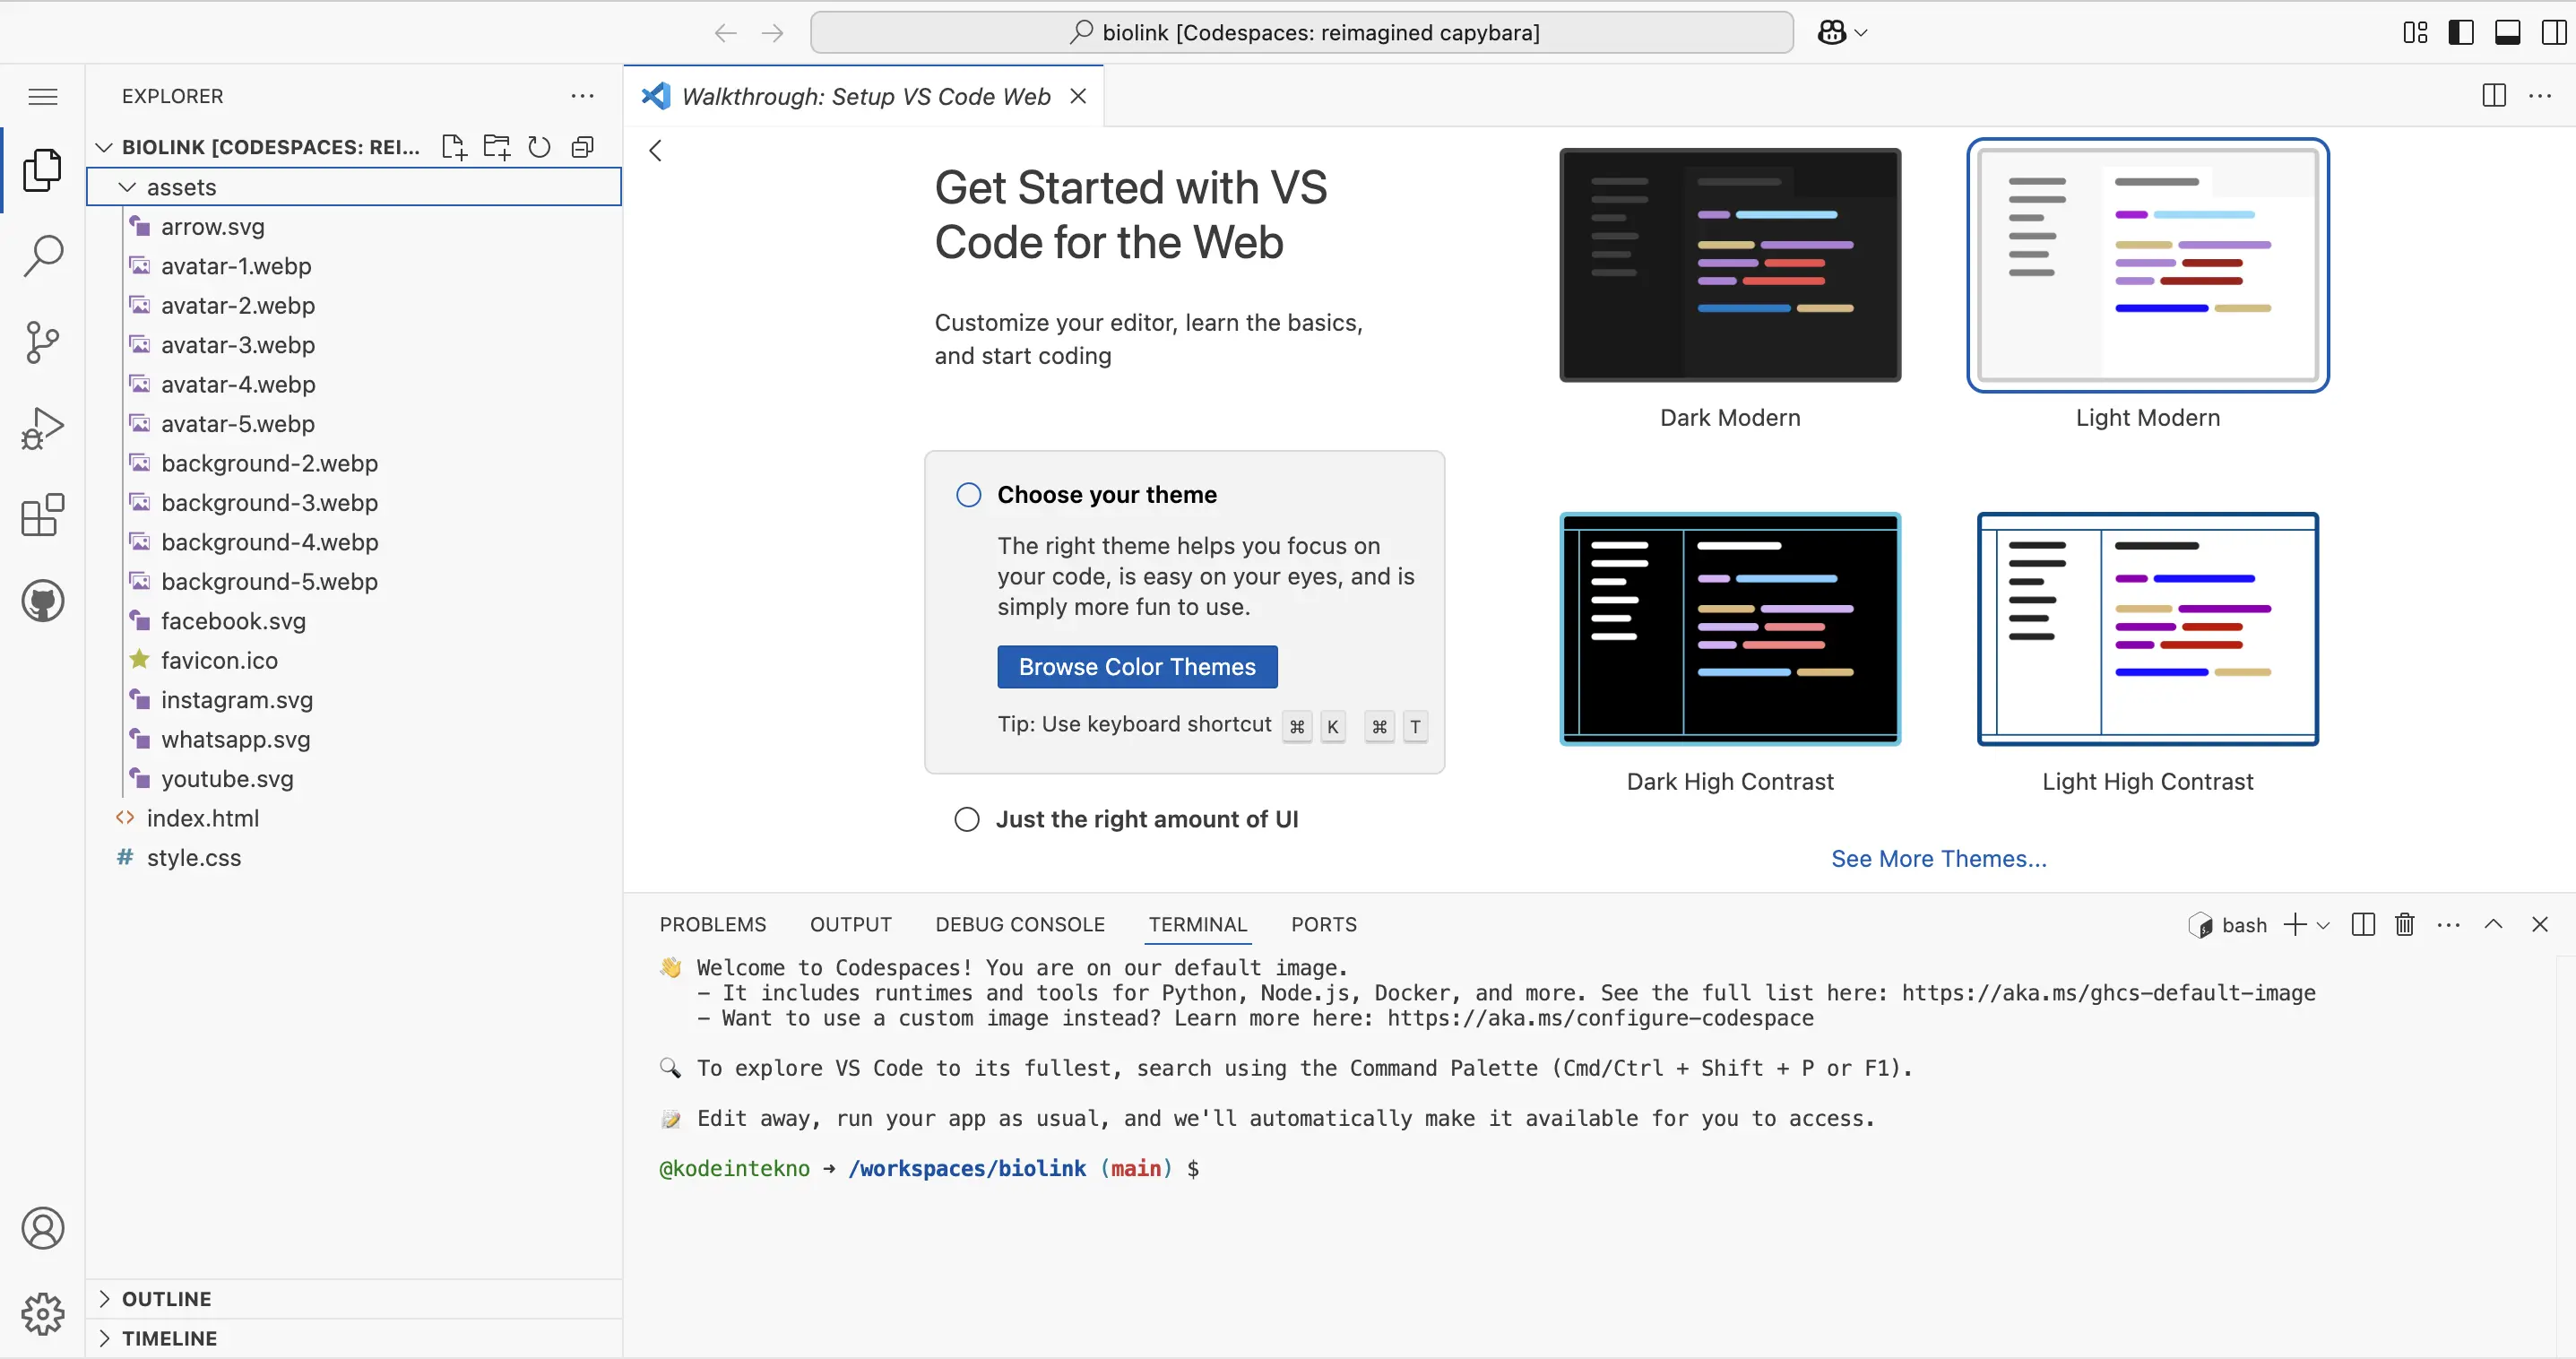 biolink [Codespaces: reimagined capybara]
EXPLORER
BIOLINK [CODESPACES: REI...
assets
arrow.svg
avatar-1.webp
avatar-2.webp
avatar-3.webp
avatar-4.webp
avatar-5.webp
background-2.webp
background-3.webp
background-4.webp
background-5.webp
facebook.svg
favicon.ico
instagram.svg
whatsapp.svg
youtube.svg
index.html
style.css
OUTLINE
TIMELINE
Walkthrough: Setup VS Code Web
Get Started with VS
Code for the Web
Customize your editor, learn the basics,
and start coding
Choose your theme
The right theme helps you focus on
your code, is easy on your eyes, and is
simply more fun to use.
Browse Color Themes
Tip: Use keyboard shortcut ⌘ K ⌘ T
Just the right amount of UI
Dark Modern
Light Modern
Dark High Contrast
Light High Contrast
See More Themes...
PROBLEMS OUTPUT DEBUG CONSOLE TERMINAL PORTS
bash
👋 Welcome to Codespaces! You are on our default image.
- It includes runtimes and tools for Python, Node.js, Docker, and more. See the full list here: https://aka.ms/ghcs-default-image
- Want to use a custom image instead? Learn more here: https://aka.ms/configure-codespace
🔍 To explore VS Code to its fullest, search using the Command Palette (Cmd/Ctrl + Shift + P or F1).
📝 Edit away, run your app as usual, and we'll automatically make it available for you to access.
@kodeintekno ➜ /workspaces/biolink (main) $